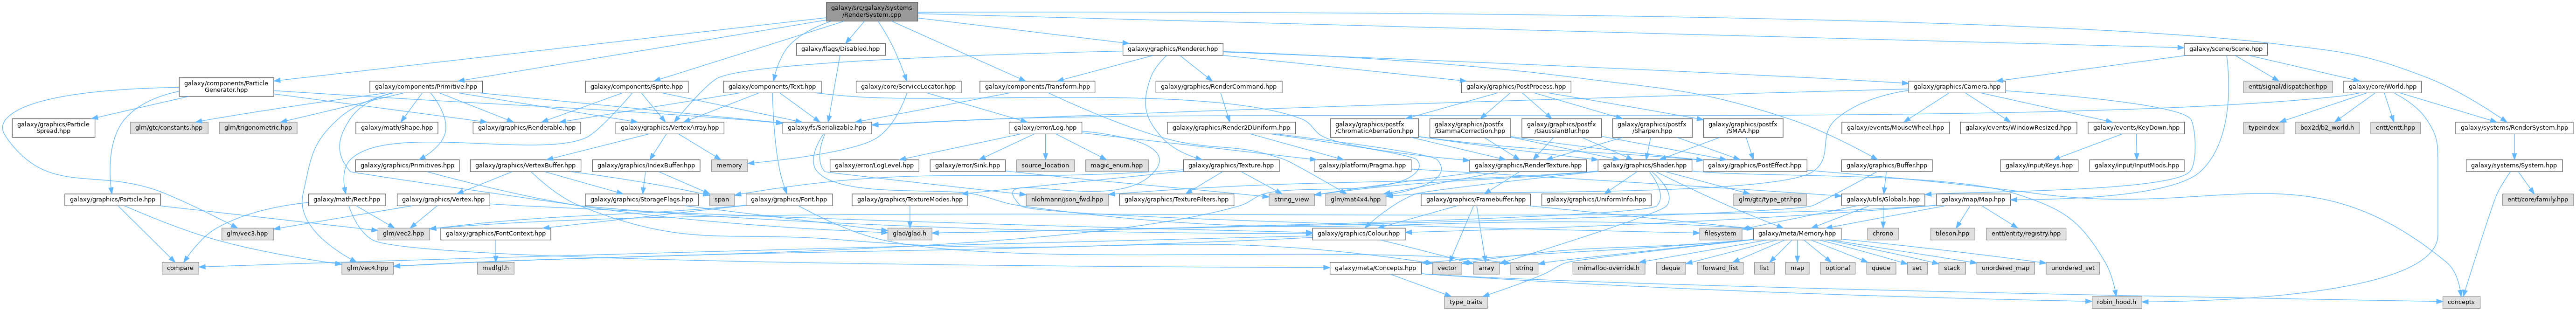 galaxy/src/galaxy/systems
/RenderSystem.cpp
galaxy/flags/Disabled.hpp
galaxy/graphics/Renderer.hpp
galaxy/scene/Scene.hpp
galaxy/components/Particle
Generator.hpp
galaxy/components/Primitive.hpp
galaxy/components/Sprite.hpp
galaxy/components/Text.hpp
galaxy/core/ServiceLocator.hpp
galaxy/components/Transform.hpp
galaxy/graphics/RenderCommand.hpp
galaxy/graphics/PostProcess.hpp
galaxy/graphics/Camera.hpp
entt/signal/dispatcher.hpp
galaxy/core/World.hpp
galaxy/graphics/Particle
Spread.hpp
glm/gtc/constants.hpp
glm/trigonometric.hpp
galaxy/math/Shape.hpp
galaxy/graphics/Renderable.hpp
galaxy/graphics/VertexArray.hpp
galaxy/fs/Serializable.hpp
galaxy/error/Log.hpp
galaxy/graphics/Render2DUniform.hpp
galaxy/graphics/postfx
/ChromaticAberration.hpp
galaxy/graphics/postfx
/GammaCorrection.hpp
galaxy/graphics/postfx
/GaussianBlur.hpp
galaxy/graphics/postfx
/Sharpen.hpp
galaxy/graphics/postfx
/SMAA.hpp
galaxy/events/MouseWheel.hpp
galaxy/events/WindowResized.hpp
galaxy/events/KeyDown.hpp
typeindex
box2d/b2_world.h
entt/entt.hpp
galaxy/systems/RenderSystem.hpp
galaxy/graphics/Primitives.hpp
galaxy/graphics/VertexBuffer.hpp
galaxy/graphics/IndexBuffer.hpp
memory
galaxy/error/LogLevel.hpp
galaxy/error/Sink.hpp
source_location
magic_enum.hpp
galaxy/graphics/Texture.hpp
galaxy/platform/Pragma.hpp
galaxy/graphics/RenderTexture.hpp
galaxy/graphics/Shader.hpp
galaxy/graphics/PostEffect.hpp
galaxy/graphics/Buffer.hpp
galaxy/input/Keys.hpp
galaxy/input/InputMods.hpp
galaxy/systems/System.hpp
galaxy/graphics/Particle.hpp
galaxy/math/Rect.hpp
galaxy/graphics/Vertex.hpp
galaxy/graphics/StorageFlags.hpp
span
galaxy/graphics/Font.hpp
galaxy/graphics/TextureModes.hpp
nlohmann/json_fwd.hpp
galaxy/graphics/TextureFilters.hpp
string_view
glm/mat4x4.hpp
galaxy/graphics/Framebuffer.hpp
galaxy/graphics/UniformInfo.hpp
glm/gtc/type_ptr.hpp
galaxy/utils/Globals.hpp
galaxy/map/Map.hpp
entt/core/family.hpp
glm/vec3.hpp
glm/vec2.hpp
galaxy/graphics/FontContext.hpp
galaxy/graphics/Colour.hpp
glad/glad.h
filesystem
galaxy/meta/Memory.hpp
chrono
tileson.hpp
entt/entity/registry.hpp
compare
glm/vec4.hpp
msdfgl.h
galaxy/meta/Concepts.hpp
vector
array
string
mimalloc-override.h
deque
forward_list
list
map
optional
queue
set
stack
unordered_map
unordered_set
type_traits
robin_hood.h
concepts